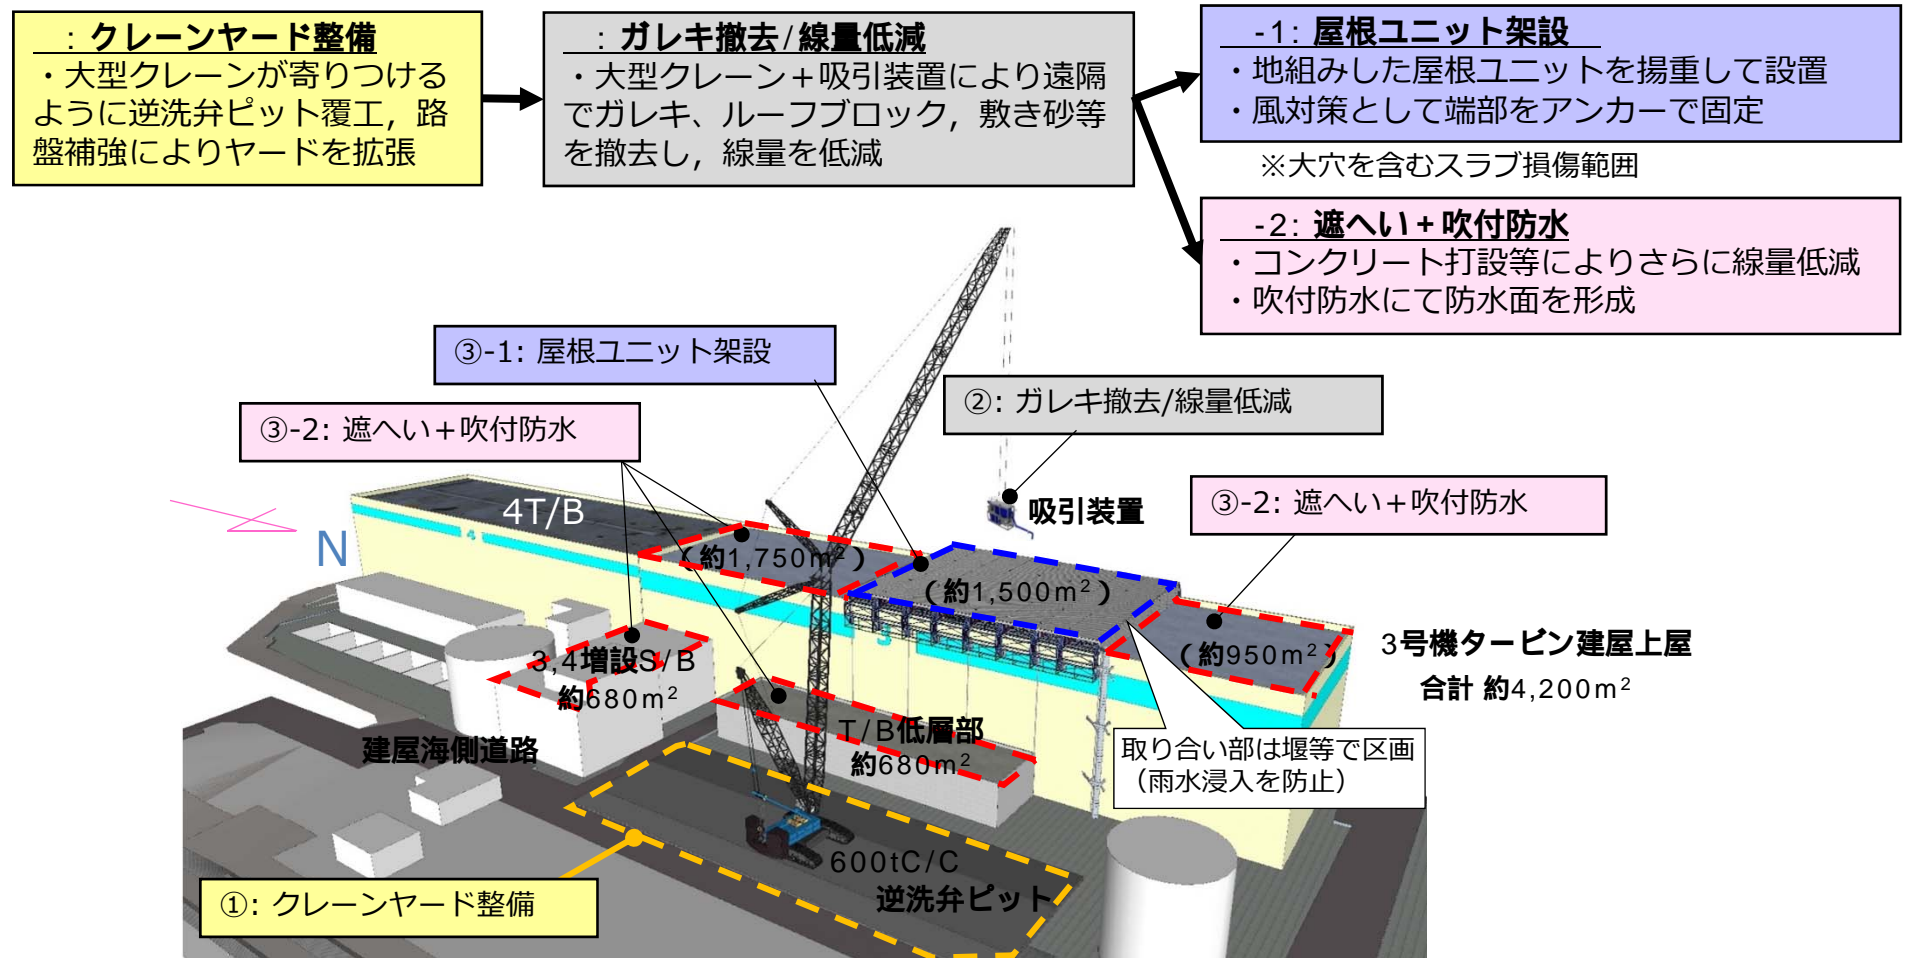 : クレーンヤード整備
・大型クレーンが寄りつける
ように逆洗弁ピット覆工，路
盤補強によりヤードを拡張
: ガレキ撤去/線量低減
・大型クレーン＋吸引装置により遠隔
でガレキ、ルーフブロック，敷き砂等
を撤去し，線量を低減
-1: 屋根ユニット架設
・地組みした屋根ユニットを揚重して設置
・風対策として端部をアンカーで固定
※大穴を含むスラブ損傷範囲
-2: 遮へい＋吹付防水
・コンクリート打設等によりさらに線量低減
・吹付防水にて防水面を形成
③-1: 屋根ユニット架設
②: ガレキ撤去/線量低減
③-2: 遮へい＋吹付防水
③-2: 遮へい＋吹付防水
吸引装置
4T/B
N
4
（約1,750m²）
（約1,500m²）
3
（約950m²）
3号機タービン建屋上屋
合計 約4,200m²
3,4増設S/B
約680m²
建屋海側道路
T/B低層部
約680m²
取り合い部は堰等で区画
（雨水浸入を防止）
600tC/C
逆洗弁ピット
①: クレーンヤード整備